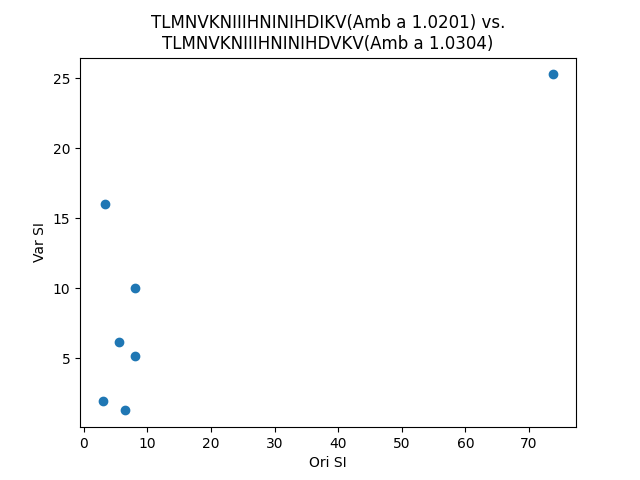 TLMNVKNIIIHNINIHDIKV(Amb a 1.0201) vs.
TLMNVKNIIIHNINIHDVKV(Amb a 1.0304)
25
20
15
10
5
Var SI
0 10 20 30 40 50 60 70
Ori SI